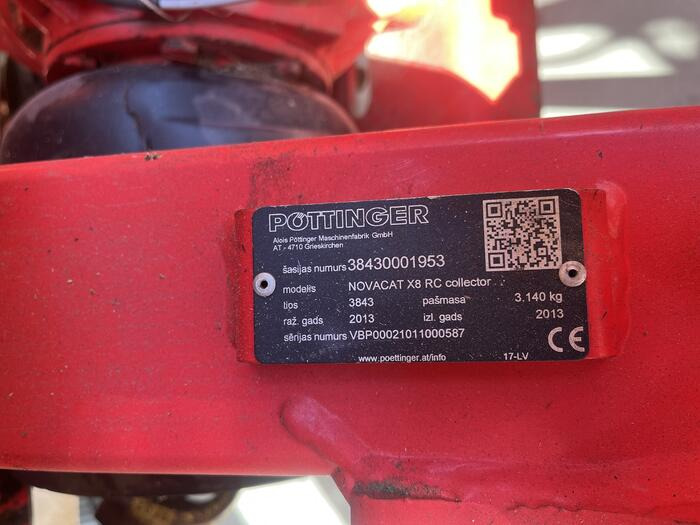 PÖTTINGER
Alois Pöttinger Maschinenfabrik GmbH
AT - 4710 Grieskirchen
šasijas numurs 38430001953
modelis NOVACAT X8 RC collector
tips 3843 pašmasa 3.140 kg
raž. gads 2013 izl. gads 2013
sērijas numurs VBP00021011000587
CE
www.poettinger.at/info 17-LV